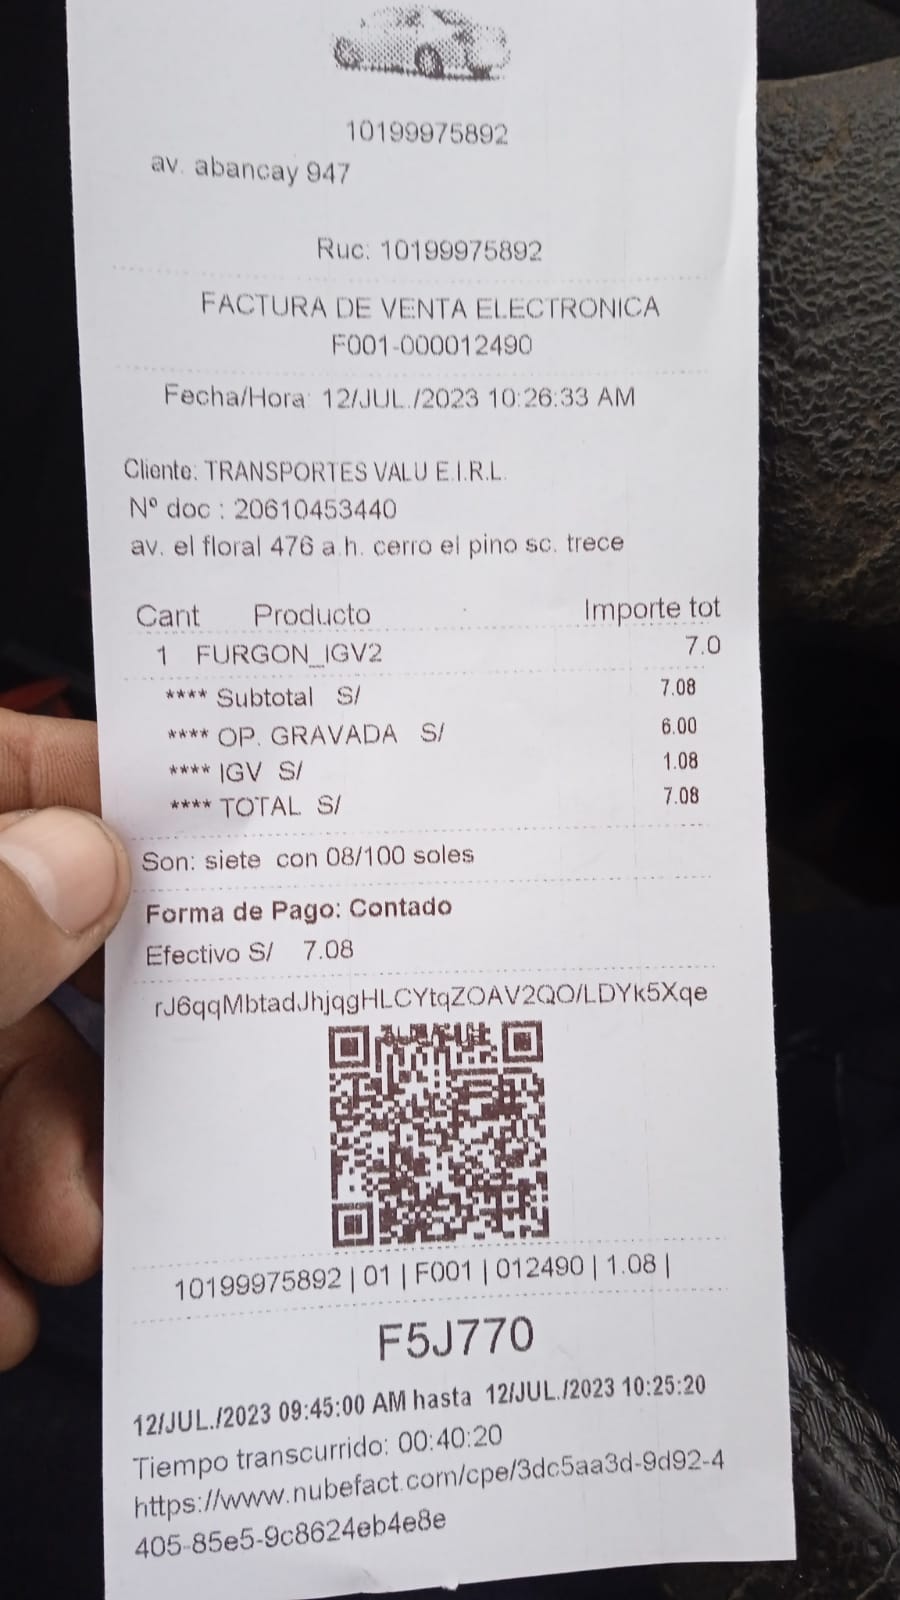 10199975892
av. abancay 947
Ruc: 10199975892
FACTURA DE VENTA ELECTRONICA
F001-000012490
Fecha/Hora: 12/JUL./2023 10:26:33 AM
Cliente: TRANSPORTES VALU E.I.R.L.
Nº doc : 20610453440
av. el floral 476 a.h. cerro el pino sc. trece
Cant Producto Importe tot
1 FURGON_IGV2 7.0
**** Subtotal S/ 7.08
**** OP. GRAVADA S/ 6.00
**** IGV S/ 1.08
**** TOTAL S/ 7.08
Son: siete con 08/100 soles
Forma de Pago: Contado
Efectivo S/ 7.08
rJ6qqMbtadJhjqgHLCYtqZOAV2QO/LDYk5Xqe
10199975892 | 01 | F001 | 012490 | 1.08 |
F5J770
12/JUL./2023 09:45:00 AM hasta 12/JUL./2023 10:25:20
Tiempo transcurrido: 00:40:20
https://www.nubefact.com/cpe/3dc5aa3d-9d92-4
405-85e5-9c8624eb4e8e